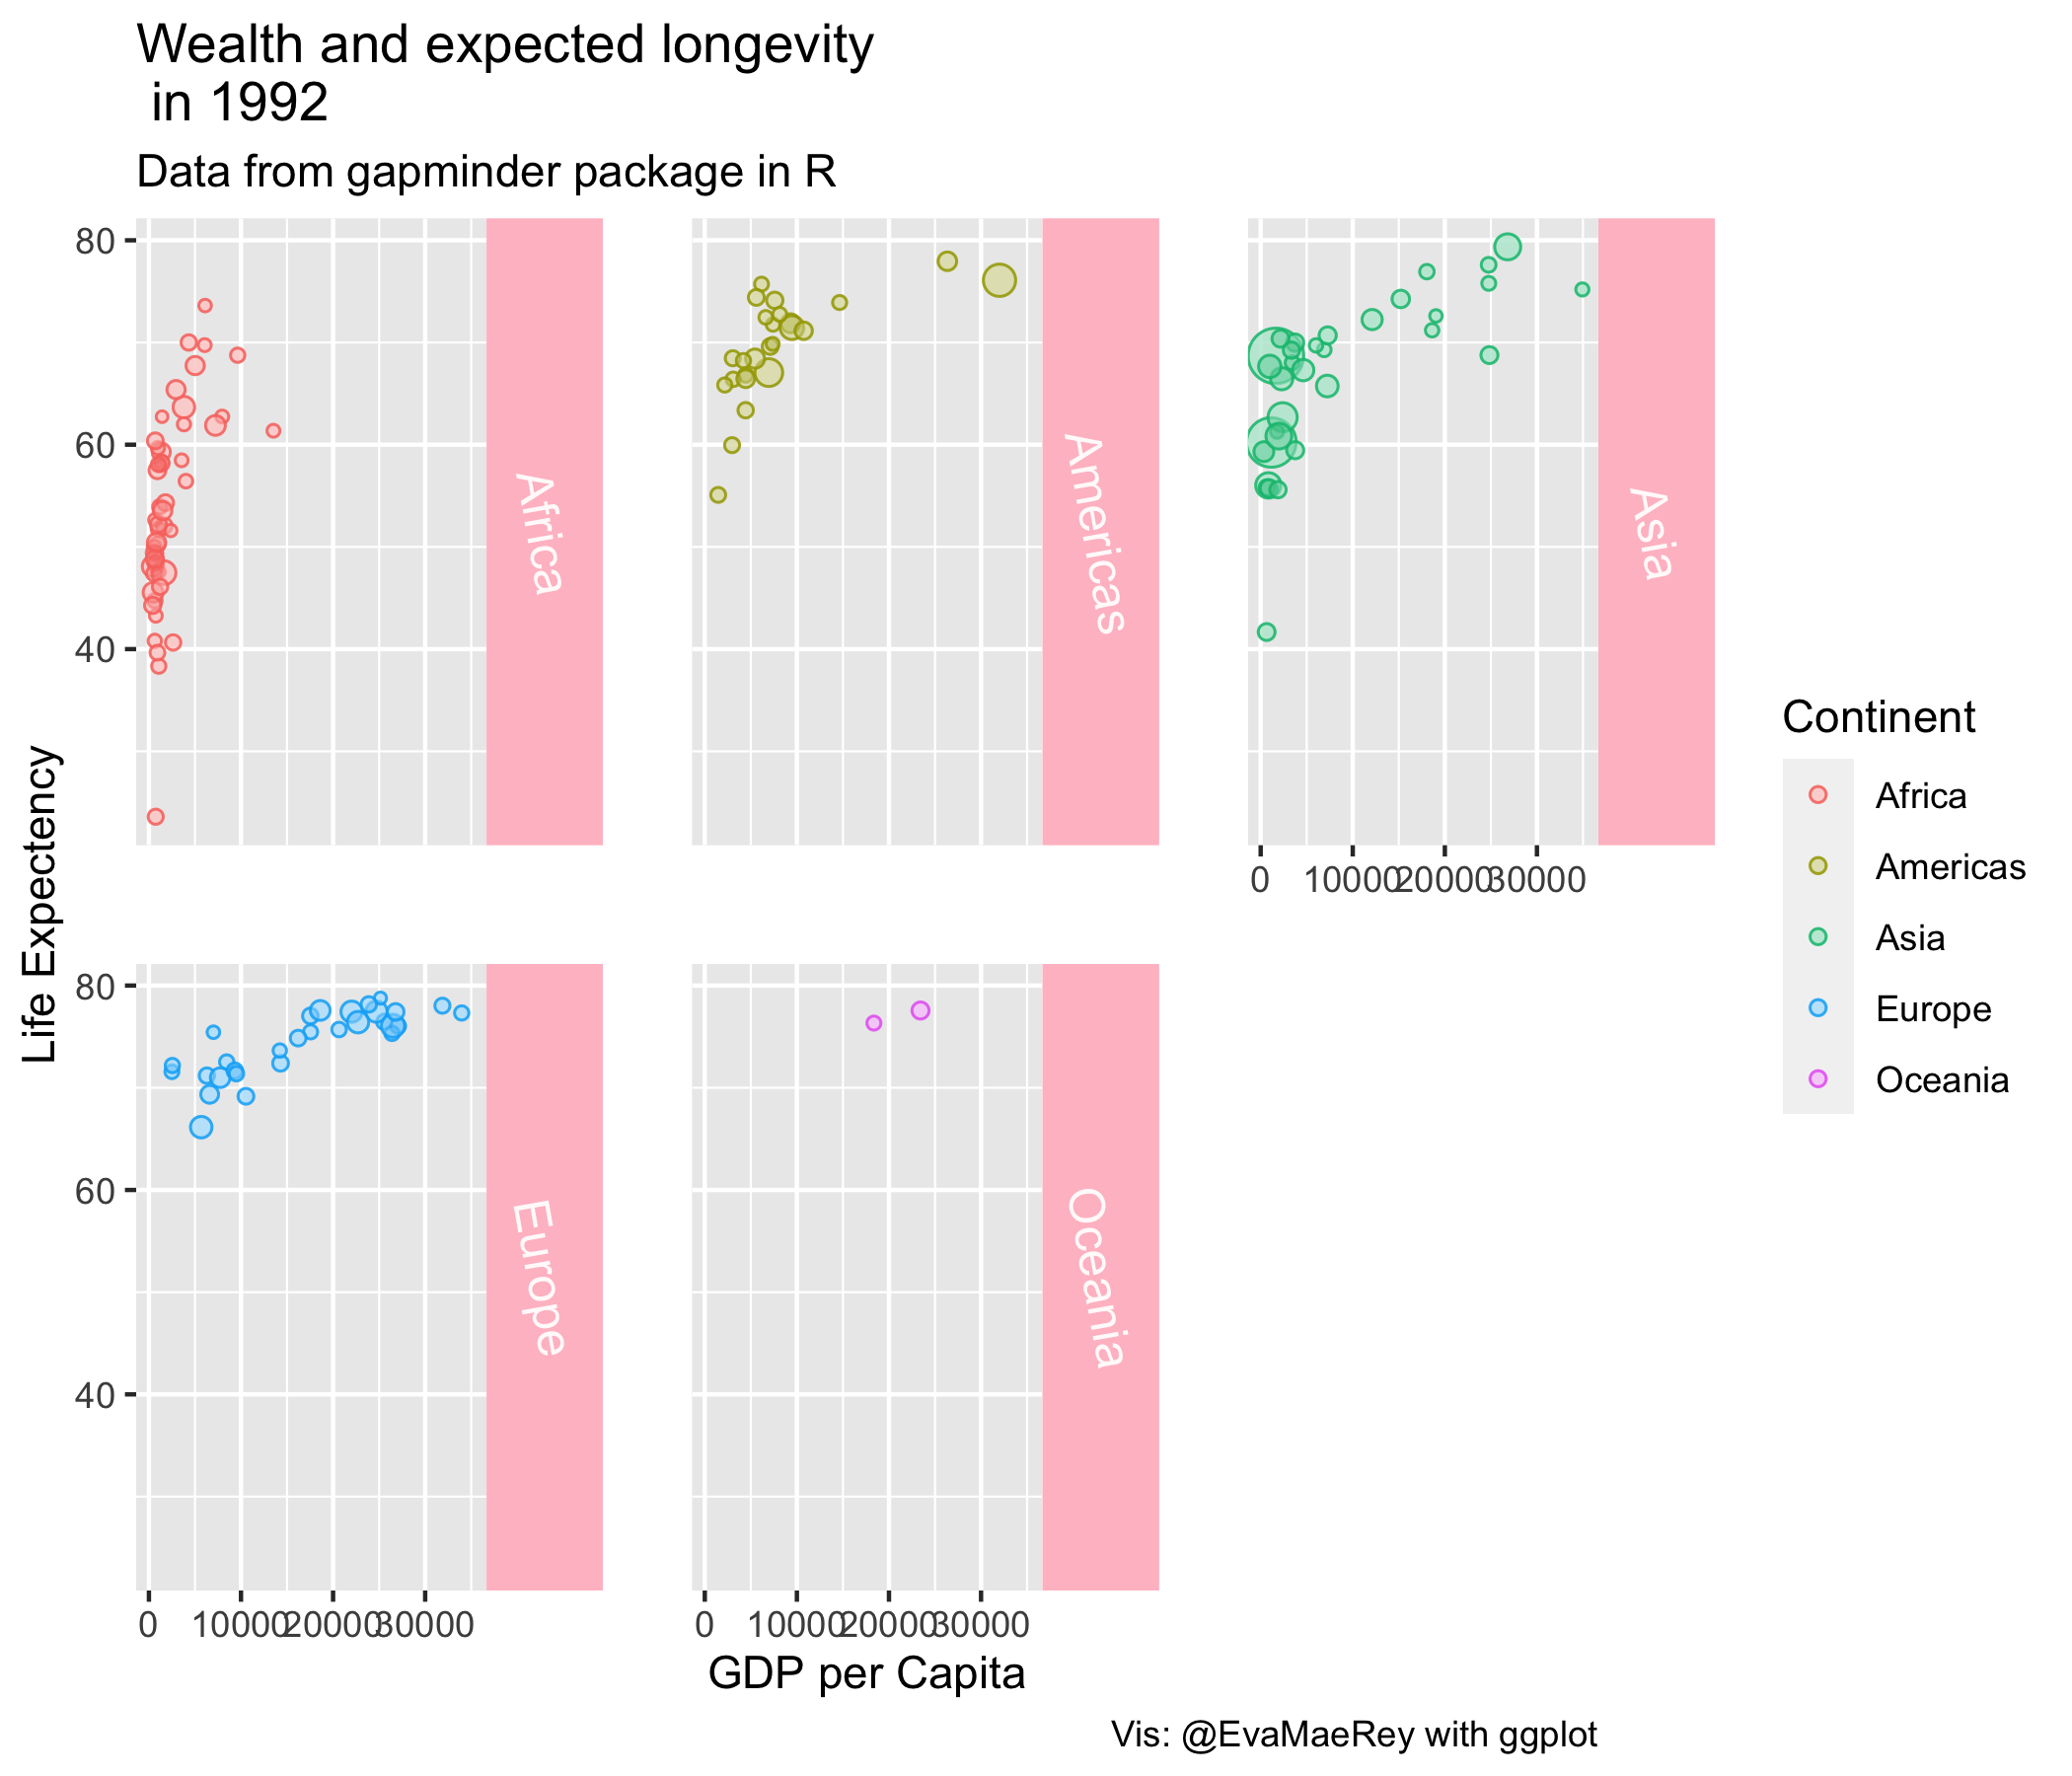 Wealth and expected longevity
in 1992
Data from gapminder package in R
Life Expectency
80
60
40
Africa
Americas
Asia
0 10000 20000 30000
80
60
40
Europe
Oceania
0 10000 20000 30000
0 10000 20000 30000
GDP per Capita
Continent
Africa
Americas
Asia
Europe
Oceania
Vis: @EvaMaeRey with ggplot